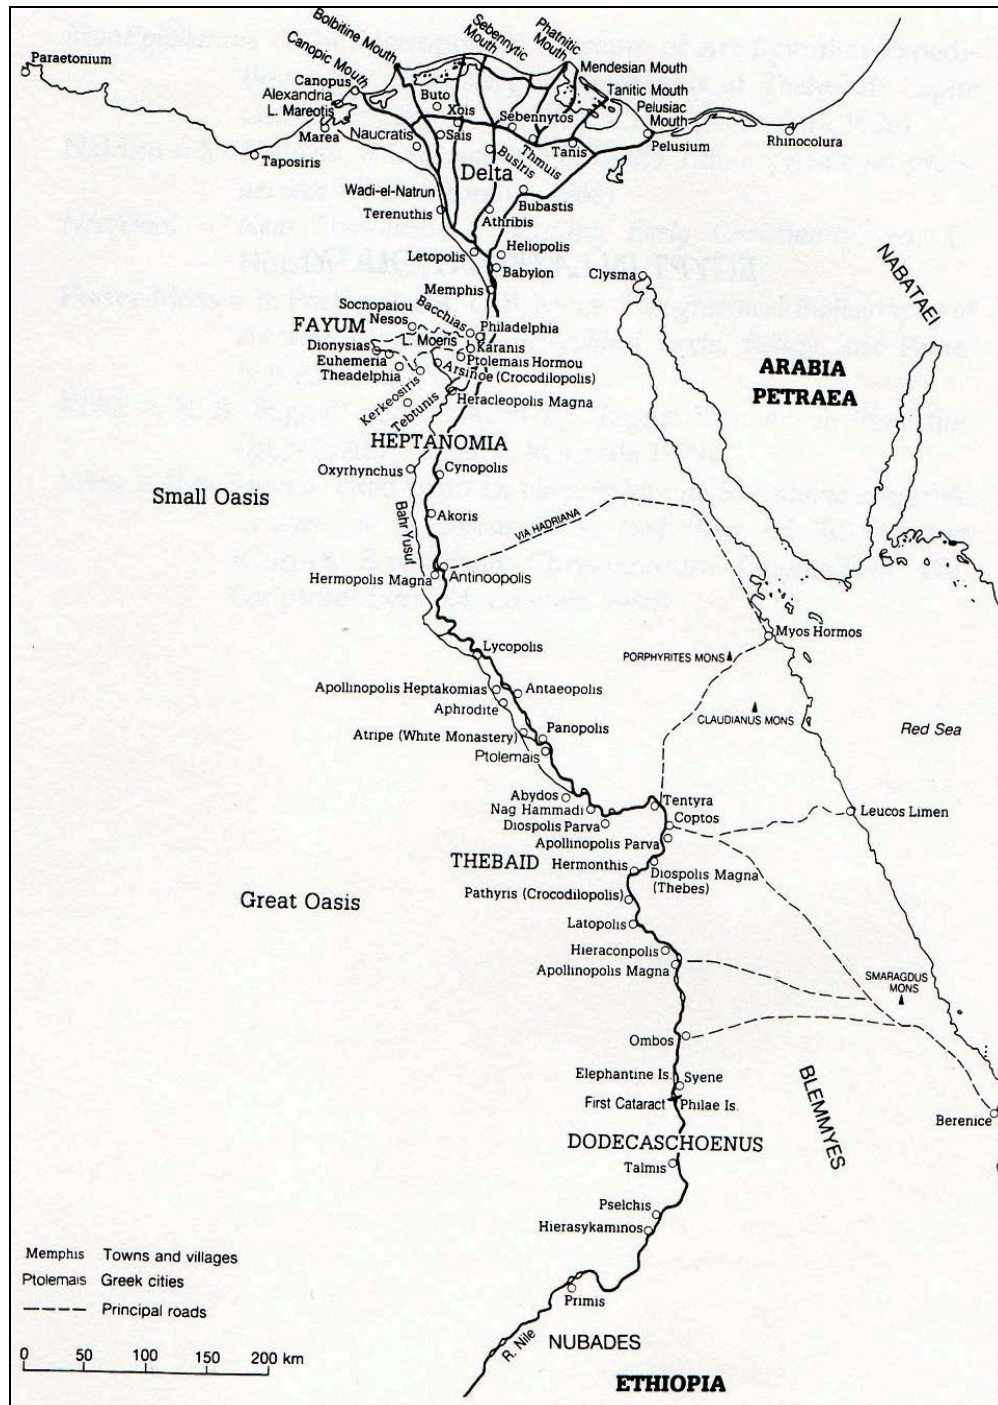 Paraetonium
Bolbitine Mouth
Canopic Mouth
Sebennytic
Mouth
Phatnitic
Mouth
Mendesian Mouth
Tanitic Mouth
Pelusiac
Mouth
Canopus
Alexandria
L. Mareotis
Marea
Taposiris
Buto
Xois
Naucratis
Sais
Sebennytos
Busiris
Thmuis
Tanis
Pelusium
Rhinocolura
Delta
Wadi-el-Natrun
Terenuthis
Bubastis
Athribis
Letopolis
Heliopolis
Babylon
Memphis
Clysma
NABATAEI
Socnopaiou
Nesos
Bacchias
Philadelphia
FAYUM
L. Moeris
Karanis
Dionysias
Ptolemais Hormou
Euhemeria
Arsinoe (Crocodilopolis)
Theadelphia
Kerkeosiris
Tebtunis
Heracleopolis Magna
ARABIA
PETRAEA
HEPTANOMIA
Oxyrhynchus
Cynopolis
Small Oasis
Akoris
Bahr Yusuf
VIA HADRIANA
Hermopolis Magna
Antinoopolis
Myos Hormos
Lycopolis
PORPHYRITES MONS
Apollinopolis Heptakomias
Antaeopolis
Aphrodite
CLAUDIANUS MONS
Atripe (White Monastery)
Panopolis
Ptolemais
Red Sea
Abydos
Nag Hammadi
Diospolis Parva
Tentyra
Coptos
Leucos Limen
Apollinopolis Parva
THEBAID
Hermonthis
Diospolis Magna
(Thebes)
Pathyris (Crocodilopolis)
Great Oasis
Latopolis
Hieraconpolis
Apollinopolis Magna
SMARAGDUS
MONS
Ombos
Elephantine Is.
Syene
First Cataract
Philae Is.
BLEMMYES
Berenice
DODECASCHOENUS
Talmis
Pselchis
Hierasykaminos
Primis
R. Nile
NUBADES
ETHIOPIA
Memphis Towns and villages
Ptolemais Greek cities
Principal roads
0 50 100 150 200 km